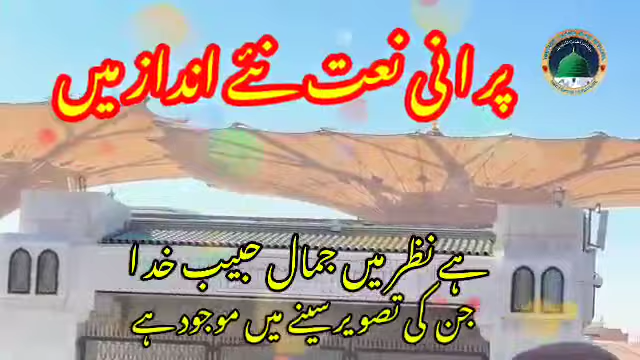 پرانی نعت نئے انداز میں
ہے نظر میں جمال حبیب خدا
جن کی تصویر سینے میں موجود ہے